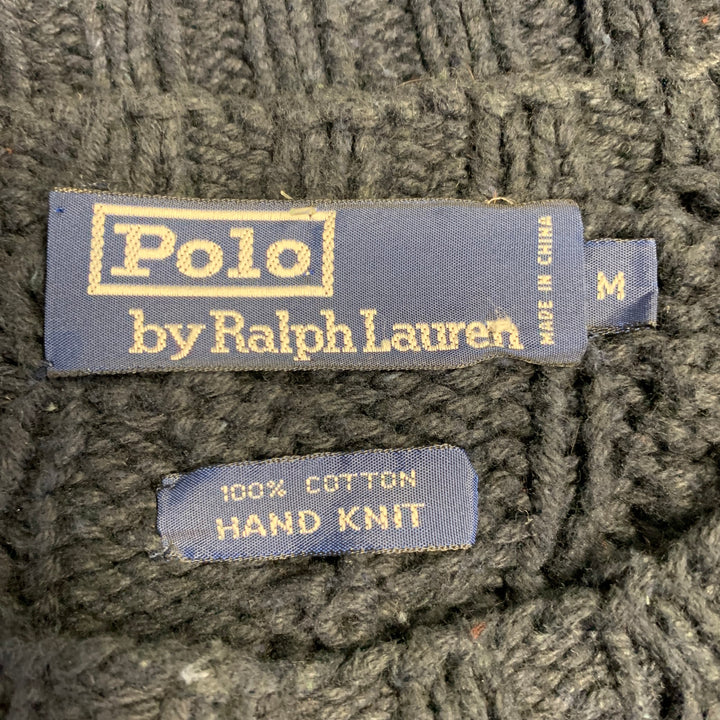 Polo
by Ralph Lauren
MADE IN CHINA
M
100% COTTON
HAND KNIT